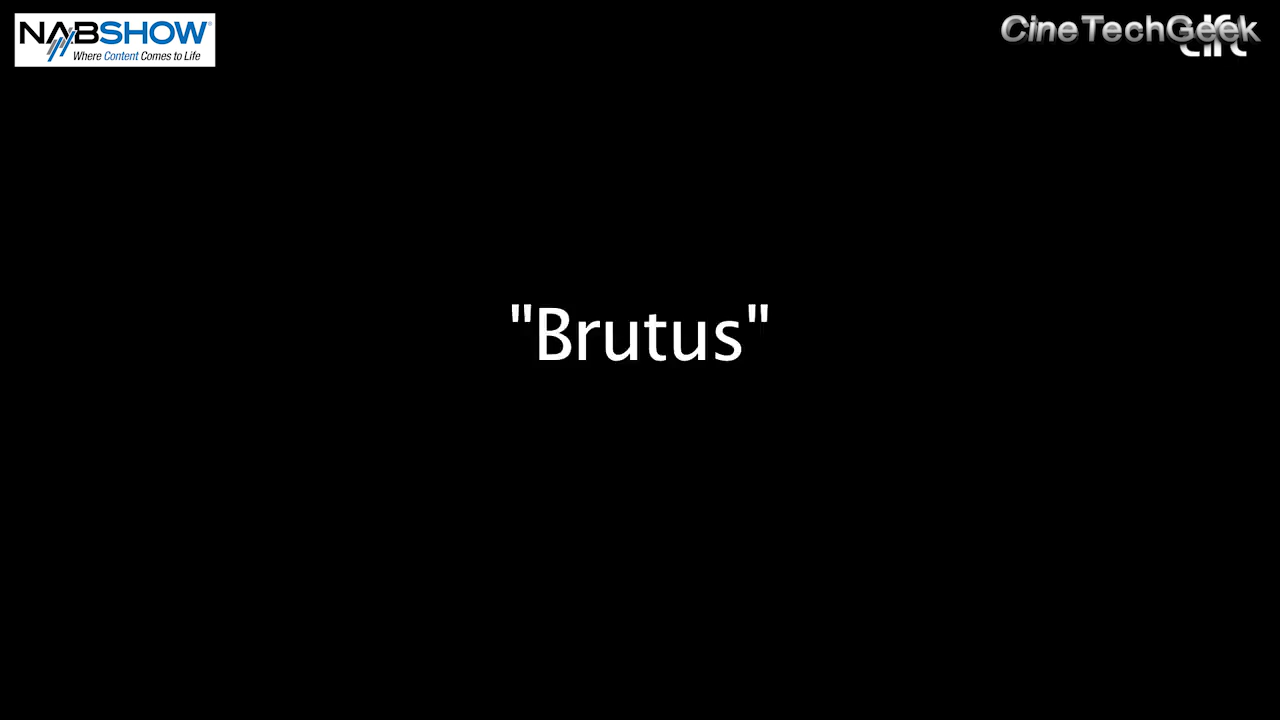 NABSHOW®
Where Content Comes to Life
CineTechGeek
"Brutus"